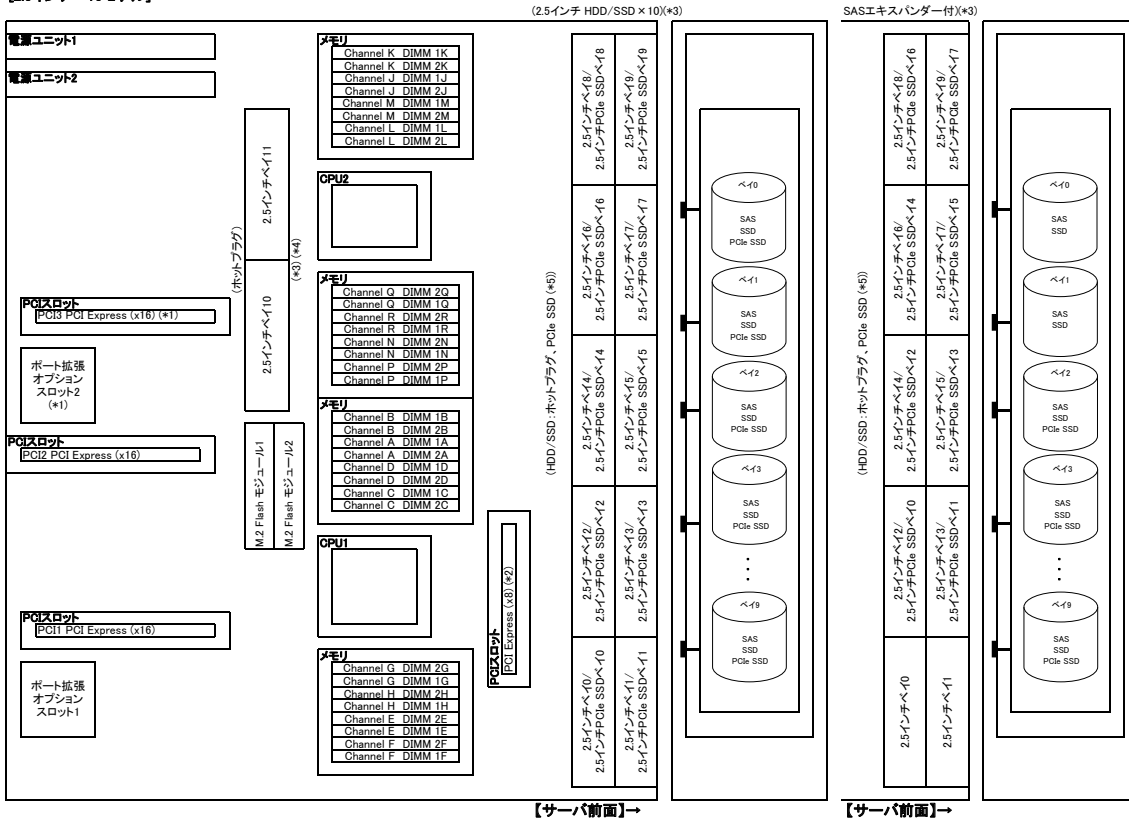 (2.5インチ HDD/SSD×10)(*3)
SASエキスパンダー付)(*3)
電源ユニット1
電源ユニット2
PCIスロット
PCI3 PCI Express (x16) (*1)
ポート拡張
オプション
スロット2
(*1)
PCIスロット
PCI2 PCI Express (x16)
PCIスロット
PCI1 PCI Express (x16)
ポート拡張
オプション
スロット1
(ホットプラグ)
2.5インチベイ11
2.5インチベイ10
(*3)(*4)
M.2 Flash モジュール1
M.2 Flash モジュール2
メモリ
Channel K DIMM 1K
Channel K DIMM 2K
Channel J DIMM 1J
Channel J DIMM 2J
Channel M DIMM 1M
Channel M DIMM 2M
Channel L DIMM 1L
Channel L DIMM 2L
CPU2
メモリ
Channel Q DIMM 2Q
Channel Q DIMM 1Q
Channel R DIMM 2R
Channel R DIMM 1R
Channel N DIMM 2N
Channel N DIMM 1N
Channel P DIMM 2P
Channel P DIMM 1P
メモリ
Channel B DIMM 1B
Channel B DIMM 2B
Channel A DIMM 1A
Channel A DIMM 2A
Channel D DIMM 1D
Channel D DIMM 2D
Channel C DIMM 1C
Channel C DIMM 2C
CPU1
メモリ
Channel G DIMM 2G
Channel G DIMM 1G
Channel H DIMM 2H
Channel H DIMM 1H
Channel E DIMM 2E
Channel E DIMM 1E
Channel F DIMM 2F
Channel F DIMM 1F
PCIスロット
PCI Express (x8)(*2)
(HDD/SSD:ホットプラグ、PCIe SSD (*5))
2.5インチベイ8/
2.5インチPCIe SSDベイ8
2.5インチベイ9/
2.5インチPCIe SSDベイ9
2.5インチベイ6/
2.5インチPCIe SSDベイ6
2.5インチベイ7/
2.5インチPCIe SSDベイ7
2.5インチベイ4/
2.5インチPCIe SSDベイ4
2.5インチベイ5/
2.5インチPCIe SSDベイ5
2.5インチベイ2/
2.5インチPCIe SSDベイ2
2.5インチベイ3/
2.5インチPCIe SSDベイ3
2.5インチベイ0/
2.5インチPCIe SSDベイ0
2.5インチベイ1/
2.5インチPCIe SSDベイ1
ベイ0
SAS
SSD
PCIe SSD
ベイ1
SAS
SSD
PCIe SSD
ベイ2
SAS
SSD
PCIe SSD
ベイ3
SAS
SSD
PCIe SSD
ベイ9
SAS
SSD
PCIe SSD
(HDD/SSD:ホットプラグ、PCIe SSD (*5))
2.5インチベイ8/
2.5インチPCIe SSDベイ6
2.5インチベイ9/
2.5インチPCIe SSDベイ7
2.5インチベイ6/
2.5インチPCIe SSDベイ4
2.5インチベイ7/
2.5インチPCIe SSDベイ5
2.5インチベイ4/
2.5インチPCIe SSDベイ2
2.5インチベイ5/
2.5インチPCIe SSDベイ3
2.5インチベイ2/
2.5インチPCIe SSDベイ0
2.5インチベイ3/
2.5インチPCIe SSDベイ1
2.5インチベイ0
2.5インチベイ1
ベイ0
SAS
SSD
ベイ1
SAS
SSD
ベイ2
SAS
SSD
PCIe SSD
ベイ3
SAS
SSD
PCIe SSD
ベイ9
SAS
SSD
PCIe SSD
【サーバ前面】→
【サーバ前面】→